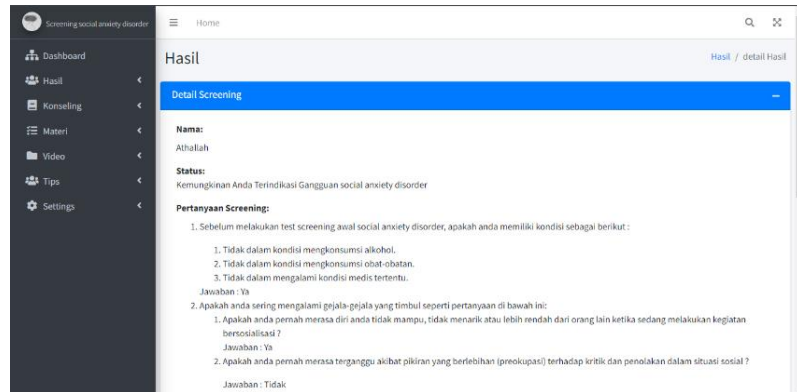 Screening social anxiety disorder
Home
Dashboard
Hasil
Konseling
Materi
Video
Tips
Settings
Hasil
Hasil / detail Hasil
Detail Screening
Nama:
Athallah
Status:
Kemungkinan Anda Terindikasi Gangguan social anxiety disorder
Pertanyaan Screening:
1. Sebelum melakukan test screening awal social anxiety disorder, apakah anda memiliki kondisi sebagai berikut :
1. Tidak dalam kondisi mengkonsumsi alkohol.
2. Tidak dalam kondisi mengkonsumsi obat-obatan.
3. Tidak dalam mengalami kondisi medis tertentu.
Jawaban : Ya
2. Apakah anda sering mengalami gejala-gejala yang timbul seperti pertanyaan di bawah ini:
1. Apakah anda pernah merasa diri anda tidak mampu, tidak menarik atau lebih rendah dari orang lain ketika sedang melakukan kegiatan
bersosialisasi ?
Jawaban : Ya
2. Apakah anda pernah merasa terganggu akibat pikiran yang berlebihan (preokupasi) terhadap kritik dan penolakan dalam situasi sosial ?
Jawaban : Tidak